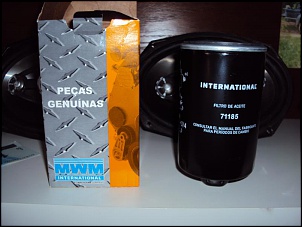 PEÇAS
GENUÍNAS
MWM
INTERNATIONAL
INTERNATIONAL
FILTRO DE ACEITE
71185
CONSULTAR EL MANUAL DEL FABRICANTE
PARA PERIODOS DE CAMBIO